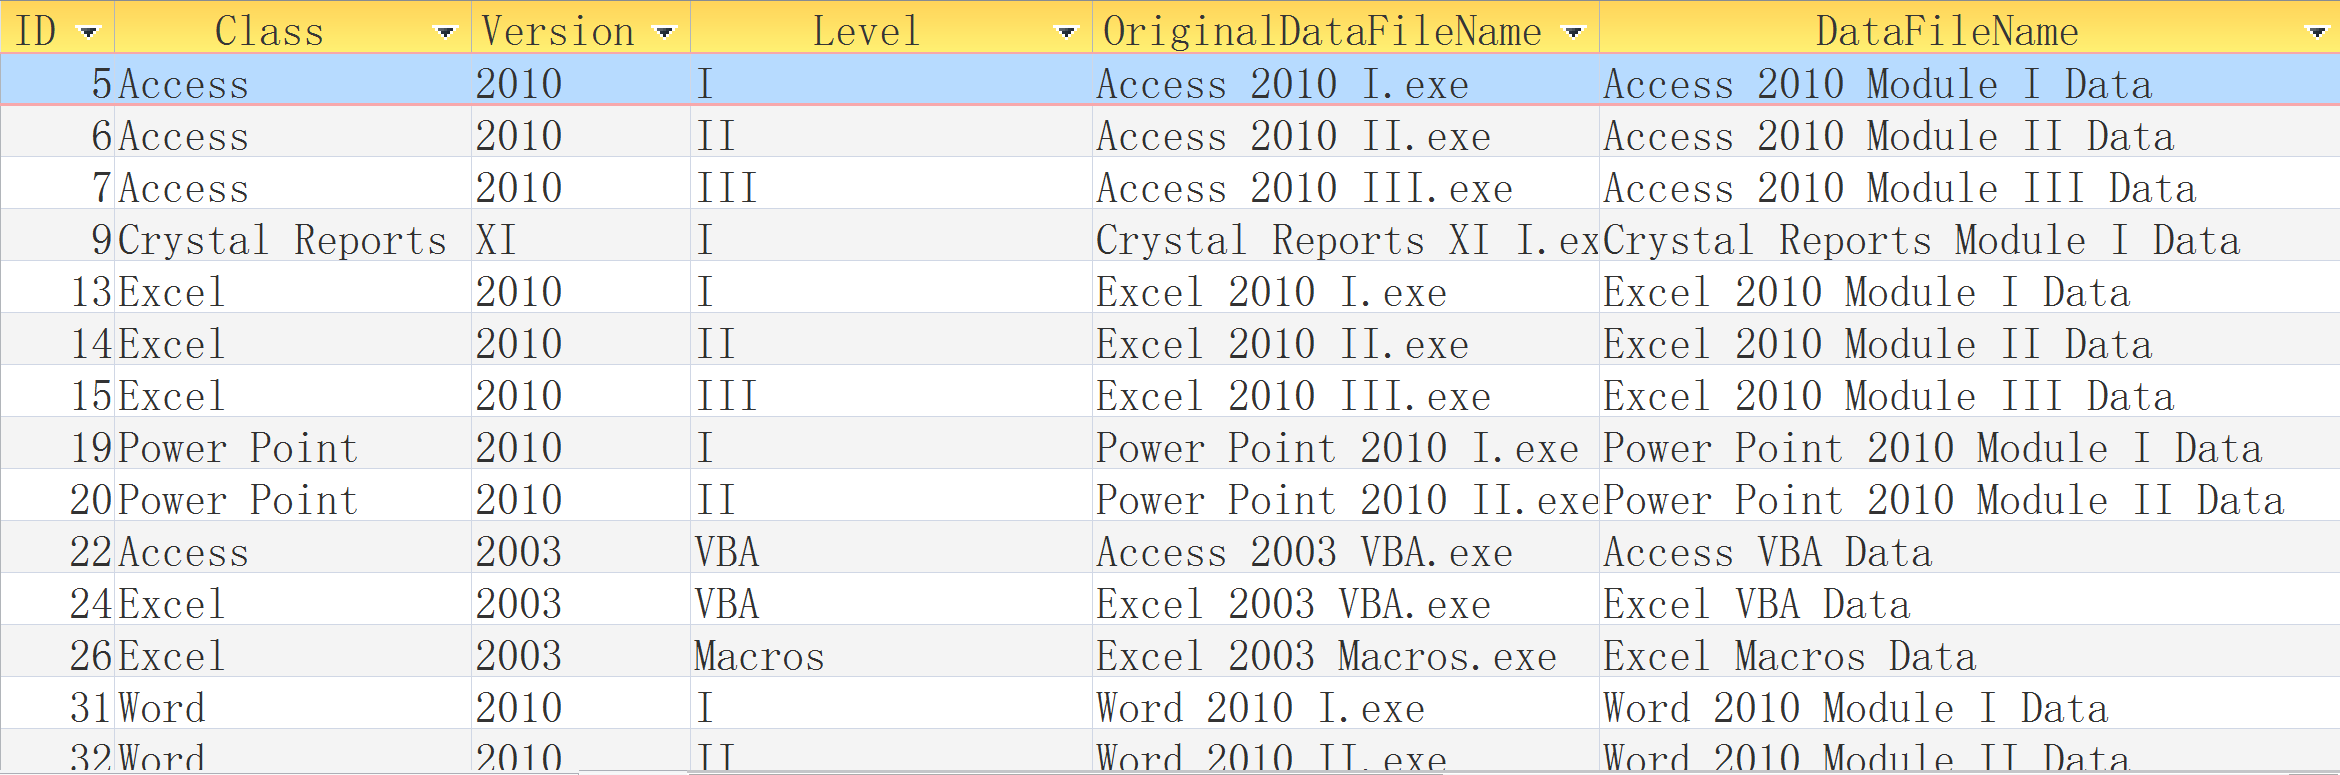 ID Class Version Level OriginalDataFileName DataFileName
5 Access 2010 I Access 2010 I.exe Access 2010 Module I Data
6 Access 2010 II Access 2010 II.exe Access 2010 Module II Data
7 Access 2010 III Access 2010 III.exe Access 2010 Module III Data
9 Crystal Reports XI I Crystal Reports XI I.ex Crystal Reports Module I Data
13 Excel 2010 I Excel 2010 I.exe Excel 2010 Module I Data
14 Excel 2010 II Excel 2010 II.exe Excel 2010 Module II Data
15 Excel 2010 III Excel 2010 III.exe Excel 2010 Module III Data
19 Power Point 2010 I Power Point 2010 I.exe Power Point 2010 Module I Data
20 Power Point 2010 II Power Point 2010 II.exe Power Point 2010 Module II Data
22 Access 2003 VBA Access 2003 VBA.exe Access VBA Data
24 Excel 2003 VBA Excel 2003 VBA.exe Excel VBA Data
26 Excel 2003 Macros Excel 2003 Macros.exe Excel Macros Data
31 Word 2010 I Word 2010 I.exe Word 2010 Module I Data
32 Word 2010 II Word 2010 II.exe Word 2010 Module II Data